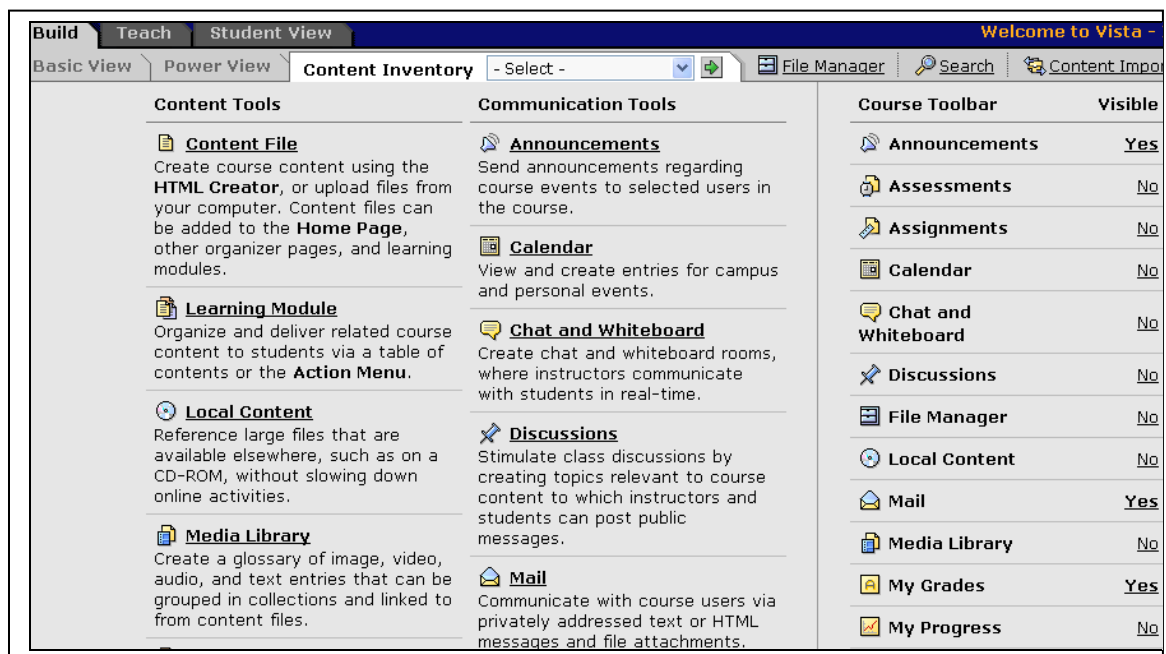 Build Teach Student View Welcome to Vista -
Basic View Power View Content Inventory - Select - File Manager Search Content Impor
Content Tools
Content File
Create course content using the
HTML Creator, or upload files from
your computer. Content files can
be added to the Home Page,
other organizer pages, and learning
modules.
Learning Module
Organize and deliver related course
content to students via a table of
contents or the Action Menu.
Local Content
Reference large files that are
available elsewhere, such as on a
CD-ROM, without slowing down
online activities.
Media Library
Create a glossary of image, video,
audio, and text entries that can be
grouped in collections and linked to
from content files.
Communication Tools
Announcements
Send announcements regarding
course events to selected users in
the course.
Calendar
View and create entries for campus
and personal events.
Chat and Whiteboard
Create chat and whiteboard rooms,
where instructors communicate
with students in real-time.
Discussions
Stimulate class discussions by
creating topics relevant to course
content to which instructors and
students can post public
messages.
Mail
Communicate with course users via
privately addressed text or HTML
messages and file attachments.
Course Toolbar Visible
Announcements Yes
Assessments No
Assignments No
Calendar No
Chat and
Whiteboard No
Discussions No
File Manager No
Local Content No
Mail Yes
Media Library No
My Grades Yes
My Progress No